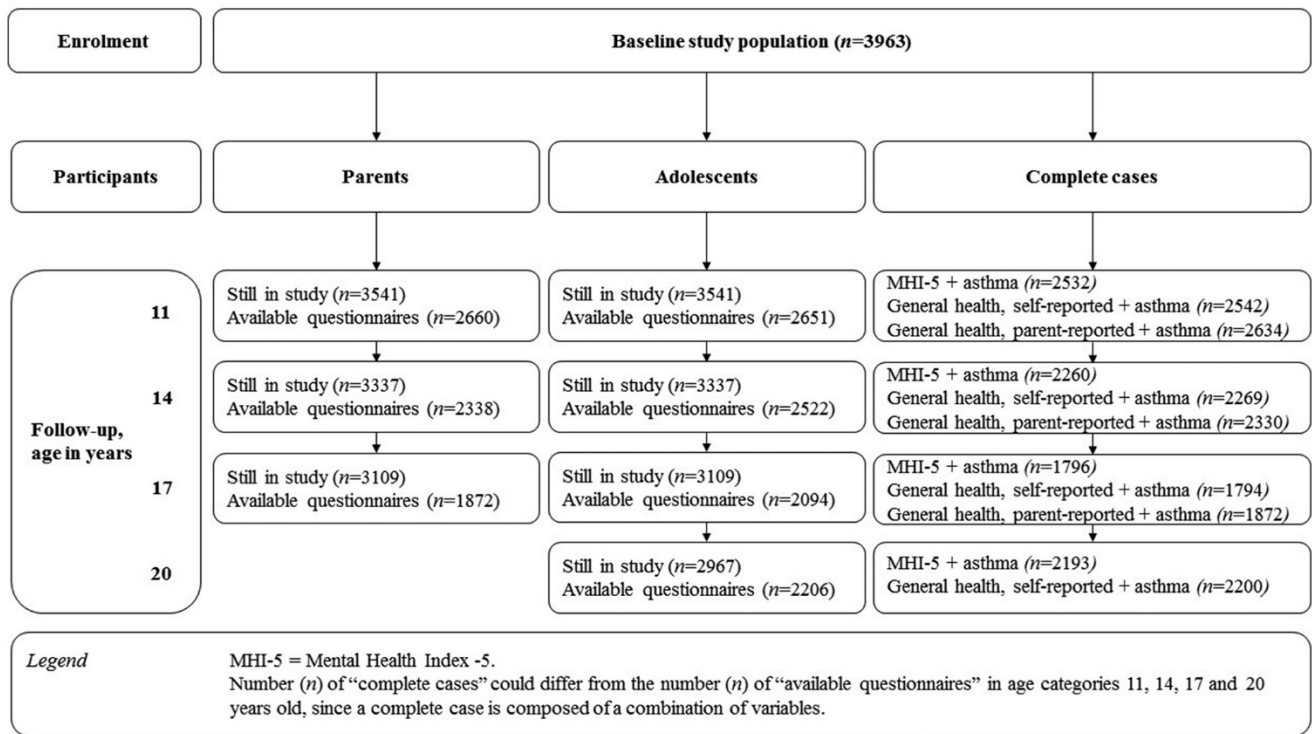 Enrolment
Baseline study population (n=3963)
Participants
Parents
Adolescents
Complete cases
Follow-up,
age in years
11
Still in study (n=3541)
Available questionnaires (n=2660)
Still in study (n=3541)
Available questionnaires (n=2651)
MHI-5 + asthma (n=2532)
General health, self-reported + asthma (n=2542)
General health, parent-reported + asthma (n=2634)
14
Still in study (n=3337)
Available questionnaires (n=2338)
Still in study (n=3337)
Available questionnaires (n=2522)
MHI-5 + asthma (n=2260)
General health, self-reported + asthma (n=2269)
General health, parent-reported + asthma (n=2330)
17
Still in study (n=3109)
Available questionnaires (n=1872)
Still in study (n=3109)
Available questionnaires (n=2094)
MHI-5 + asthma (n=1796)
General health, self-reported + asthma (n=1794)
General health, parent-reported + asthma (n=1872)
20
Still in study (n=2967)
Available questionnaires (n=2206)
MHI-5 + asthma (n=2193)
General health, self-reported + asthma (n=2200)
Legend
MHI-5 = Mental Health Index -5.
Number (n) of “complete cases” could differ from the number (n) of “available questionnaires” in age categories 11, 14, 17 and 20
years old, since a complete case is composed of a combination of variables.